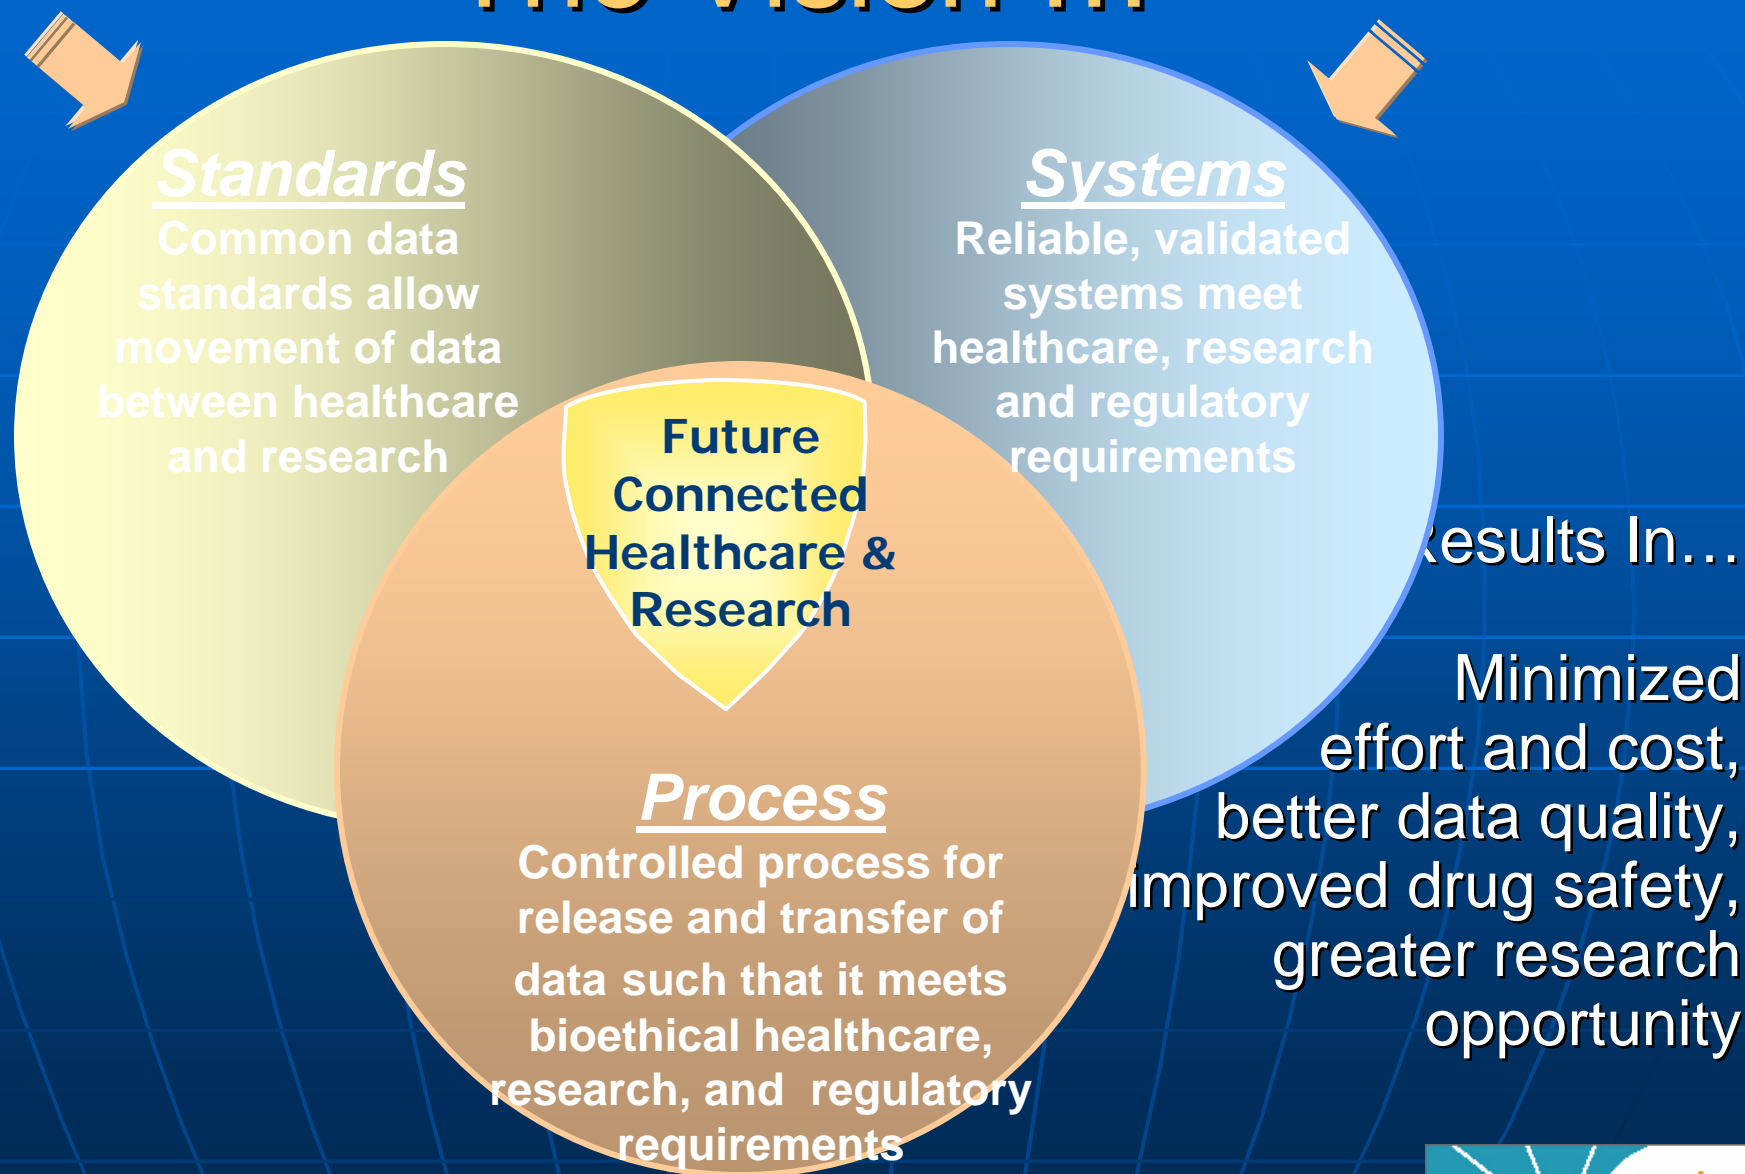 The Vision ...
Standards
Common data
standards allow
movement of data
between healthcare
and research
Systems
Reliable, validated
systems meet
healthcare, research
and regulatory
requirements
Future
Connected
Healthcare &
Research
Process
Controlled process for
release and transfer of
data such that it meets
bioethical healthcare,
research, and  regulatory
requirements
Results In…
Minimized
effort and cost,
better data quality,
improved drug safety,
greater research
opportunity